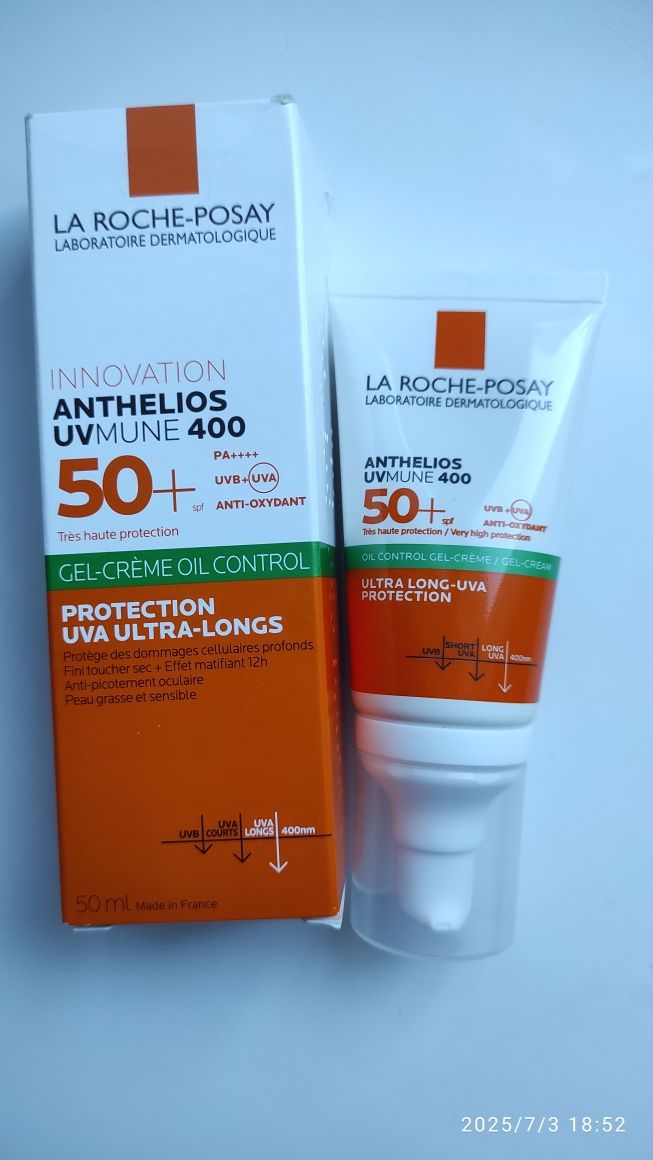 LA ROCHE-POSAY
LABORATOIRE DERMATOLOGIQUE
INNOVATION
ANTHELIOS
UVMUNE 400
50+ spf
PA++++
UVB+UVA
ANTI-OXYDANT
Très haute protection
GEL-CRÈME OIL CONTROL
PROTECTION
UVA ULTRA-LONGS
Protège des dommages cellulaires profonds
Fini toucher sec + Effet matifiant 12h
Anti-picotement oculaire
Peau grasse et sensible
UVB UVA COURTS UVA LONGS 400nm
50 ml Made in France
LA ROCHE-POSAY
LABORATOIRE DERMATOLOGIQUE
ANTHELIOS
UVMUNE 400
50+ spf
UVB+UVA
ANTI-OXYDANT
Très haute protection / Very high protection
OIL CONTROL GEL-CRÈME / GEL-CREAM
ULTRA LONG-UVA
PROTECTION
UVB SHORT UVA LONG UVA 400nm
2025/7/3 18:52